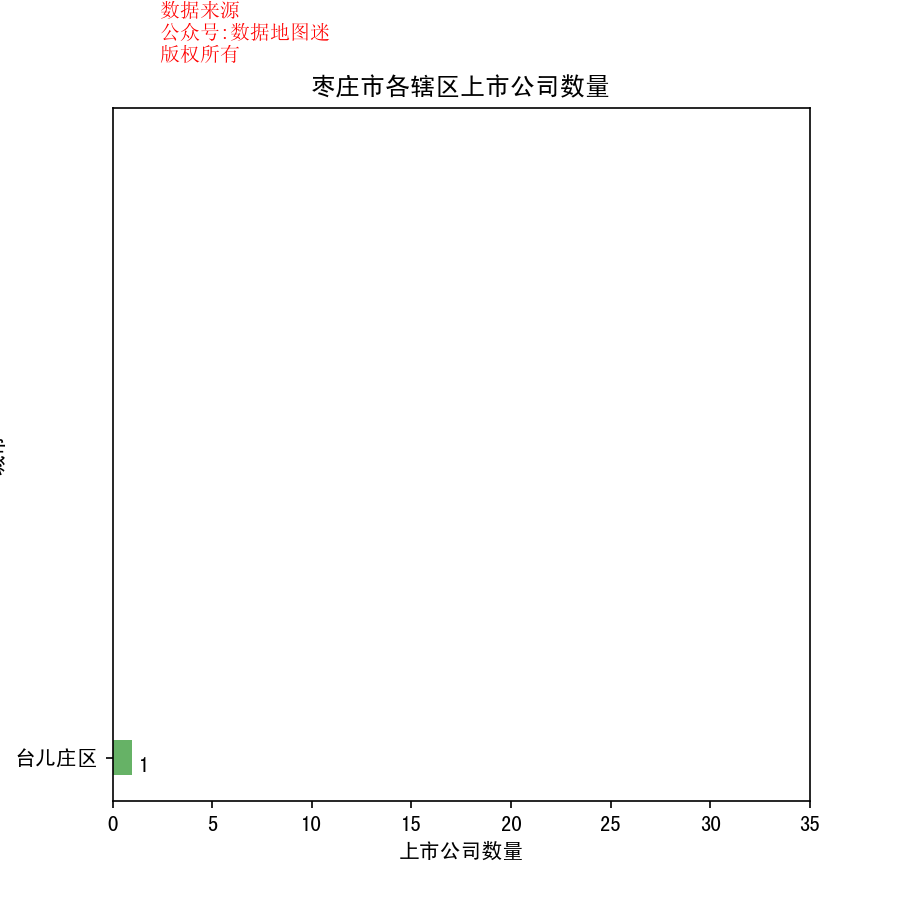 数据来源
公众号:数据地图迷
版权所有
枣庄市各辖区上市公司数量
台儿庄区
1
0 5 10 15 20 25 30 35
上市公司数量